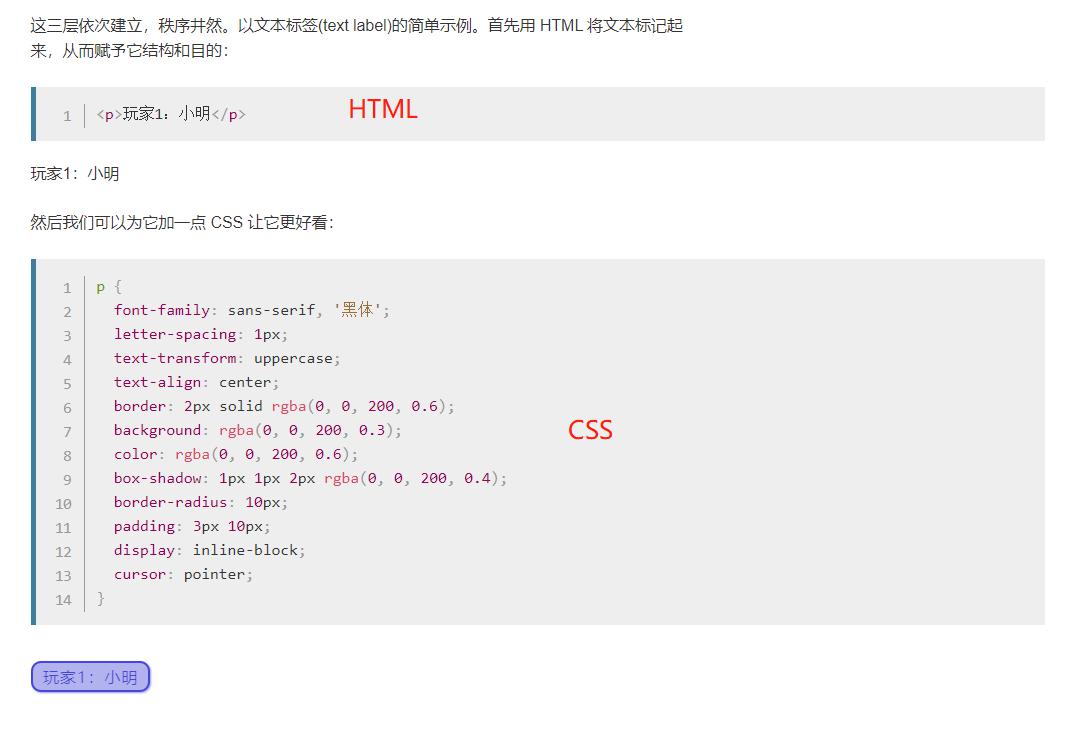 这三层依次建立，秩序井然。以文本标签(text label)的简单示例。首先用 HTML 将文本标记起
来，从而赋予它结构和目的：
1 <p>玩家1：小明</p> HTML
玩家1：小明
然后我们可以为它加一点 CSS 让它更好看：
1 p {
2 font-family: sans-serif, '黑体';
3 letter-spacing: 1px;
4 text-transform: uppercase;
5 text-align: center;
6 border: 2px solid rgba(0, 0, 200, 0.6);
7 background: rgba(0, 0, 200, 0.3);
CSS
8 color: rgba(0, 0, 200, 0.6);
9 box-shadow: 1px 1px 2px rgba(0, 0, 200, 0.4);
10 border-radius: 10px;
11 padding: 3px 10px;
12 display: inline-block;
13 cursor: pointer;
14 }
玩家1：小明